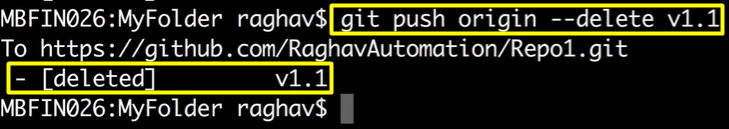 MBFIN026:MyFolder raghav$ git push origin --delete v1.1
To https://github.com/RaghavAutomation/Repo1.git
 - [deleted]         v1.1
MBFIN026:MyFolder raghav$